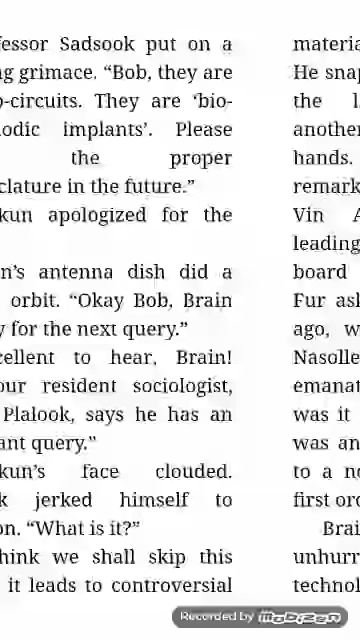 fessor Sadsook put on a
ng grimace. “Bob, they are
o-circuits. They are ‘bio-
odic implants’. Please
the proper
clature in the future.”
kun apologized for the
n’s antenna dish did a
orbit. “Okay Bob, Brain
y for the next query.”
cellent to hear, Brain!
our resident sociologist,
Plalook, says he has an
ant query.”
kun’s face clouded.
k jerked himself to
on. “What is it?”
hink we shall skip this
it leads to controversial
materia
He snap
the l
another
hands.
remark
Vin A
leading
board
Fur ask
ago, w
Nasolle
emanat
was it
was an
to a no
first ord
Brai
unhurr
technol
Recorded by mobizen